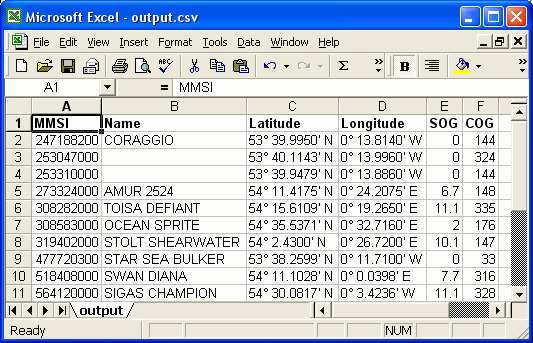 Microsoft Excel - output.csv
File Edit View Insert Format Tools Data Window Help
Σ » B »
A1 = MMSI
A B C D E F
1 MMSI Name Latitude Longitude SOG COG
2 247188200 CORAGGIO 53° 39.9950' N 0° 13.8140' W 0 144
3 253047000 53° 40.1143' N 0° 13.9960' W 0 324
4 253310000 53° 39.9479' N 0° 13.8860' W 0 144
5 273324000 AMUR 2524 54° 11.4175' N 0° 24.2075' E 6.7 148
6 308282000 TOISA DEFIANT 54° 15.6109' N 0° 19.2650' E 11.1 335
7 308583000 OCEAN SPRITE 54° 35.5371' N 0° 32.7160' E 2 176
8 319402000 STOLT SHEARWATER 54° 2.4300' N 0° 26.7200' E 10.1 147
9 477720300 STAR SEA BULKER 53° 38.2599' N 0° 11.7100' W 0 33
10 518408000 SWAN DIANA 54° 11.1028' N 0° 0.0398' E 7.7 316
11 564120000 SIGAS CHAMPION 54° 30.0817' N 0° 3.4236' W 11.1 328
output
Ready NUM